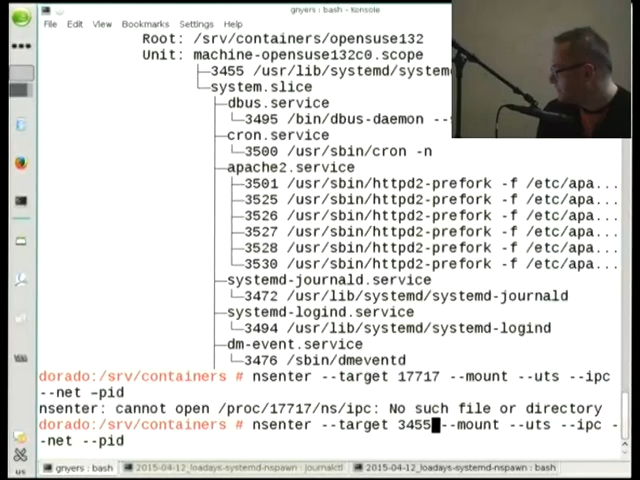 gnyers : bash - Konsole
File Edit View Bookmarks Settings Help
Root: /srv/containers/opensuse132
Unit: machine-opensuse132c0.scope
├─3455 /usr/lib/systemd/system
└─system.slice
├─dbus.service
│ └─3495 /bin/dbus-daemon --
├─cron.service
│ └─3500 /usr/sbin/cron -n
├─apache2.service
│ ├─3501 /usr/sbin/httpd2-prefork -f /etc/apa...
│ ├─3525 /usr/sbin/httpd2-prefork -f /etc/apa...
│ ├─3526 /usr/sbin/httpd2-prefork -f /etc/apa...
│ ├─3527 /usr/sbin/httpd2-prefork -f /etc/apa...
│ ├─3528 /usr/sbin/httpd2-prefork -f /etc/apa...
│ └─3530 /usr/sbin/httpd2-prefork -f /etc/apa...
├─systemd-journald.service
│ └─3472 /usr/lib/systemd/systemd-journald
├─systemd-logind.service
│ └─3494 /usr/lib/systemd/systemd-logind
├─dm-event.service
│ └─3476 /sbin/dmeventd
dorado:/srv/containers # nsenter --target 17717 --mount --uts --ipc
--net –pid
nsenter: cannot open /proc/17717/ns/ipc: No such file or directory
dorado:/srv/containers # nsenter --target 3455 --mount --uts --ipc -
-net --pid
gnyers : bash
2015-04-12_loadays-systemd-nspawn : journalctl
2015-04-12_loadays-systemd-nspawn : bash
us